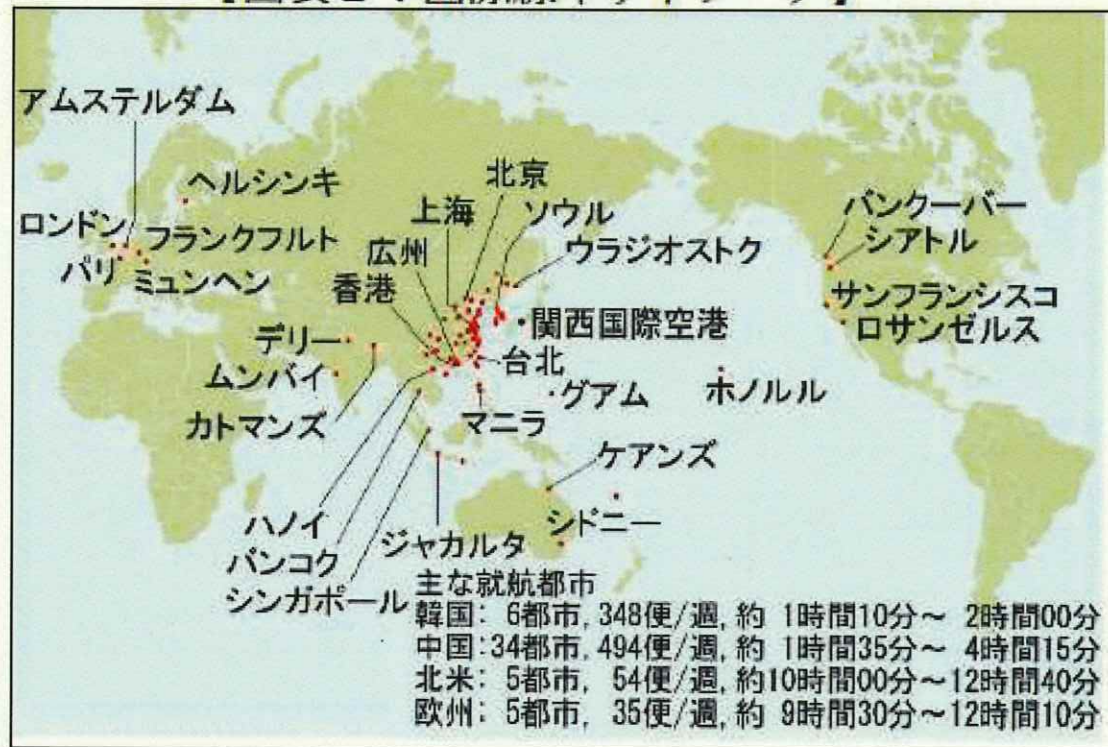 アムステルダム
ヘルシンキ
北京
ロンドン
フランクフルト
上海
ソウル
バンクーバー
パリ
ミュンヘン
広州
ウラジオストク
シアトル
香港
サンフランシスコ
関西国際空港
ロサンゼルス
デリー
台北
ムンバイ
グアム
ホノルル
カトマンズ
マニラ
ケアンズ
ハノイ
シドニー
バンコク
ジャカルタ
シンガポール
主な就航都市
韓国: 6都市, 348便/週, 約 1時間10分～ 2時間00分
中国:34都市, 494便/週, 約 1時間35分～ 4時間15分
北米: 5都市, 54便/週, 約10時間00分～12時間40分
欧州: 5都市, 35便/週, 約 9時間30分～12時間10分